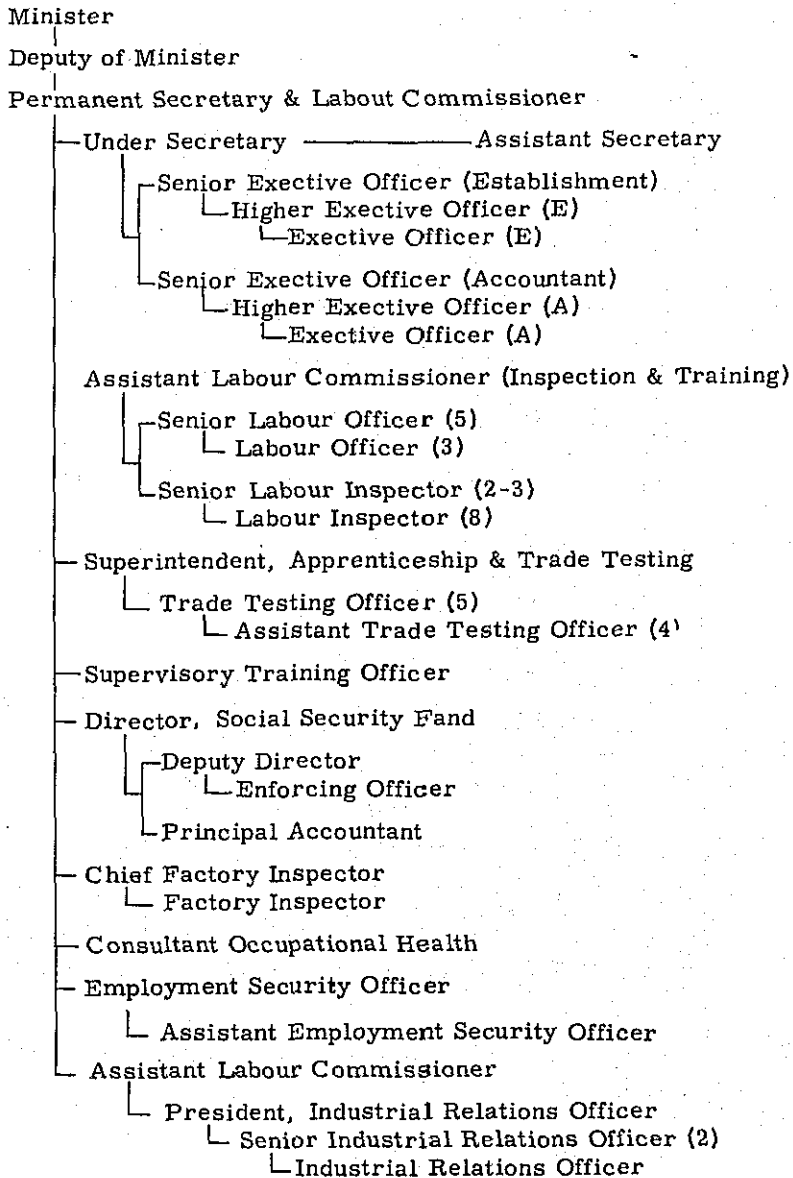 Minister
Deputy of Minister
Permanent Secretary & Labout Commissioner
Under Secretary Assistant Secretary
Senior Exective Officer (Establishment)
Higher Exective Officer (E)
Exective Officer (E)
Senior Exective Officer (Accountant)
Higher Exective Officer (A)
Exective Officer (A)
Assistant Labour Commissioner (Inspection & Training)
Senior Labour Officer (5)
Labour Officer (3)
Senior Labour Inspector (2-3)
Labour Inspector (8)
Superintendent, Apprenticeship & Trade Testing
Trade Testing Officer (5)
Assistant Trade Testing Officer (4)
Supervisory Training Officer
Director, Social Security Fand
Deputy Director
Enforcing Officer
Principal Accountant
Chief Factory Inspector
Factory Inspector
Consultant Occupational Health
Employment Security Officer
Assistant Employment Security Officer
Assistant Labour Commissioner
President, Industrial Relations Officer
Senior Industrial Relations Officer (2)
Industrial Relations Officer